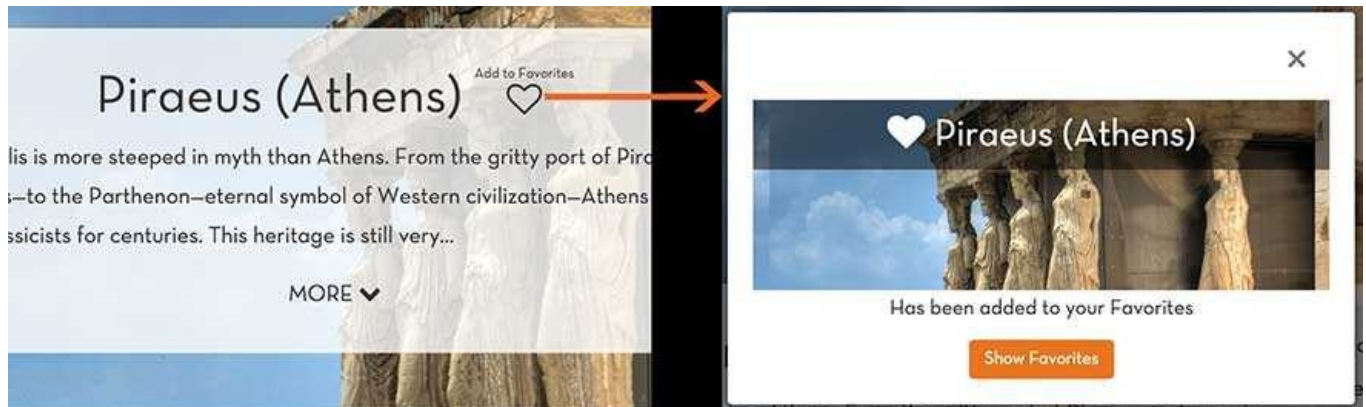 Add to Favorites
Piraeus (Athens)
lis is more steeped in myth than Athens. From the gritty port of
—to the Parthenon—eternal symbol of Western civilization—Athens
ssicists for centuries. This heritage is still very...
MORE
×
Piraeus (Athens)
Has been added to your Favorites
Show Favorites